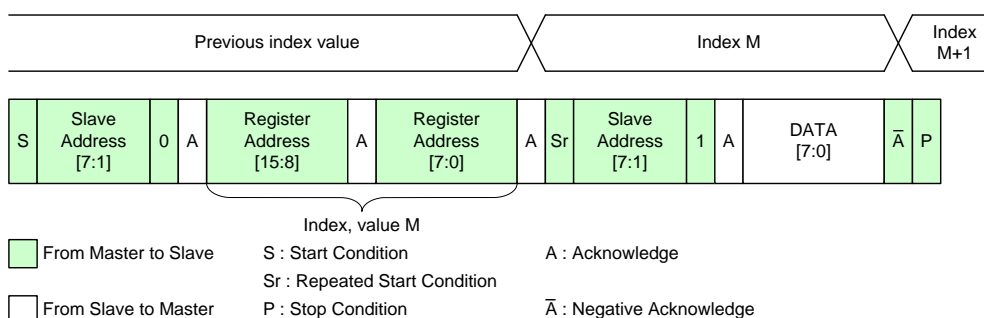 Previous index value
Index M
Index
M+1
S
Slave
Address
[7:1]
0
A
Register
Address
[15:8]
A
Register
Address
[7:0]
A
Sr
Slave
Address
[7:1]
1
A
DATA
[7:0]
A̅
P
Index, value M
From Master to Slave
S : Start Condition
A : Acknowledge
Sr : Repeated Start Condition
From Slave to Master
P : Stop Condition
A̅ : Negative Acknowledge